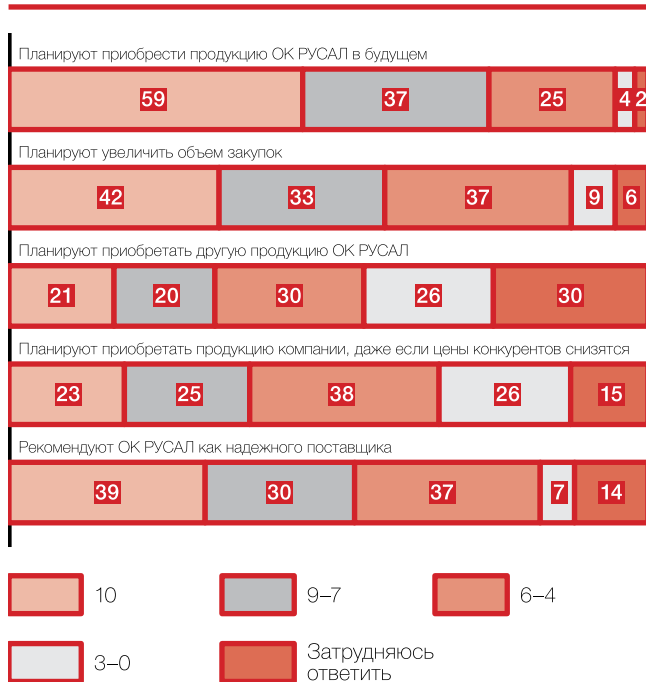 Планируют приобрести продукцию ОК РУСАЛ в будущем
59 37 25 4 2
Планируют увеличить объем закупок
42 33 37 9 6
Планируют приобретать другую продукцию ОК РУСАЛ
21 20 30 26 30
Планируют приобретать продукцию компании, даже если цены конкурентов снизятся
23 25 38 26 15
Рекомендуют ОК РУСАЛ как надежного поставщика
39 30 37 7 14
10 9–7 6–4
3–0 Затрудняюсь
ответить